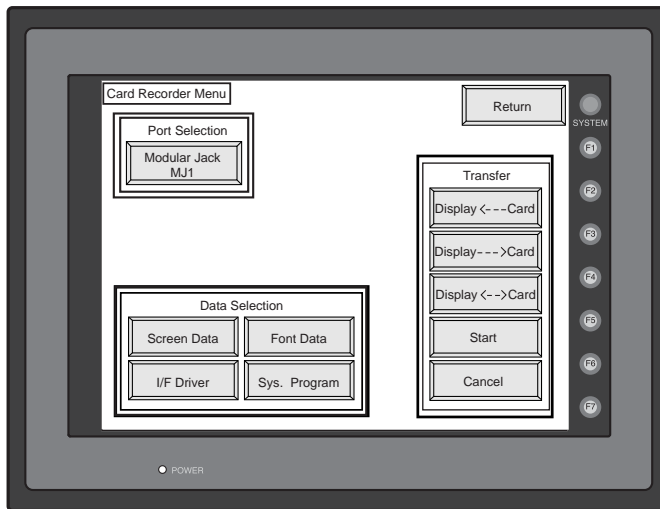 Card Recorder Menu
Return
SYSTEM
Port Selection
Modular Jack
MJ1
F1
Transfer
F2
Display <---Card
F3
Display--->Card
F4
Display <-->Card
Data Selection
F5
Screen Data
Font Data
Start
F6
I/F Driver
Sys. Program
Cancel
F7
POWER